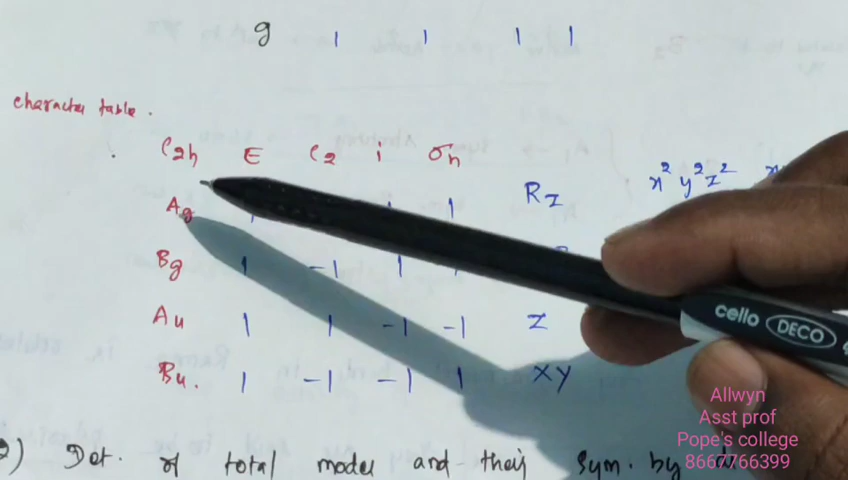 g 1 1 1 1
character table.
C2h E C2 i σh
x² y² z²
Ag 1 1 Rz
Bg 1 -1 1
Au 1 1 -1 -1 z
Bu. 1 -1 -1 1 xy
cello DECO
2) Det. of total modes and their sym. by
Allwyn
Asst prof
Pope's college
8667766399